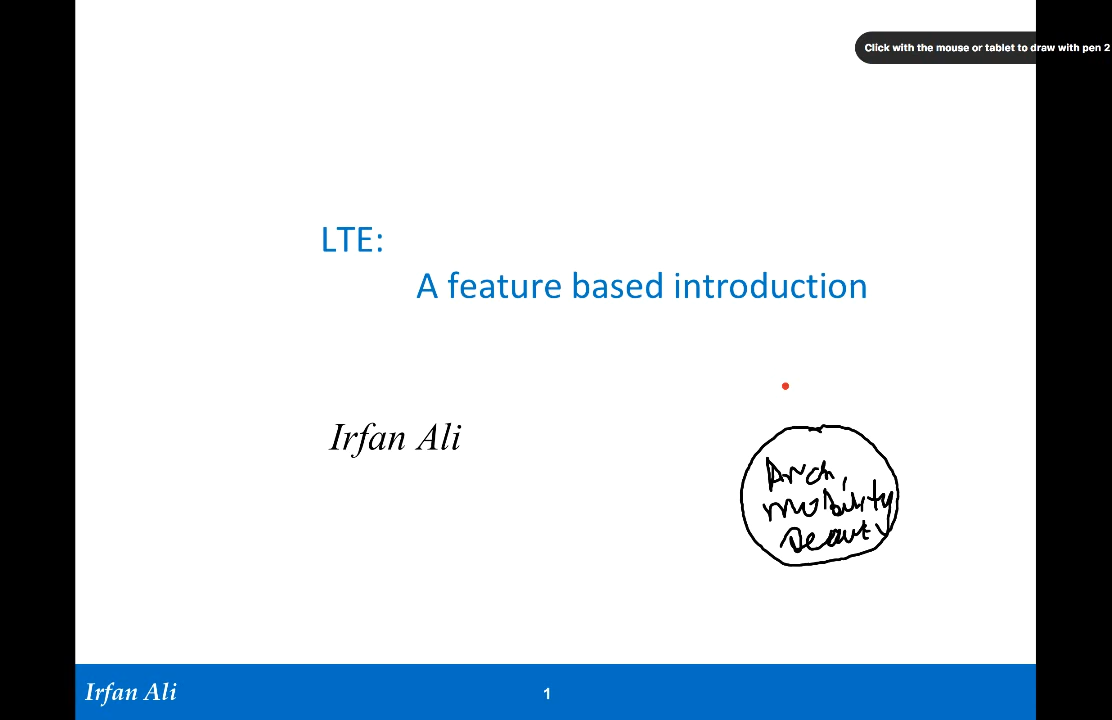 Click with the mouse or tablet to draw with pen 2
LTE:
A feature based introduction
Irfan Ali
Arch,
mobility
Irfan Ali
1